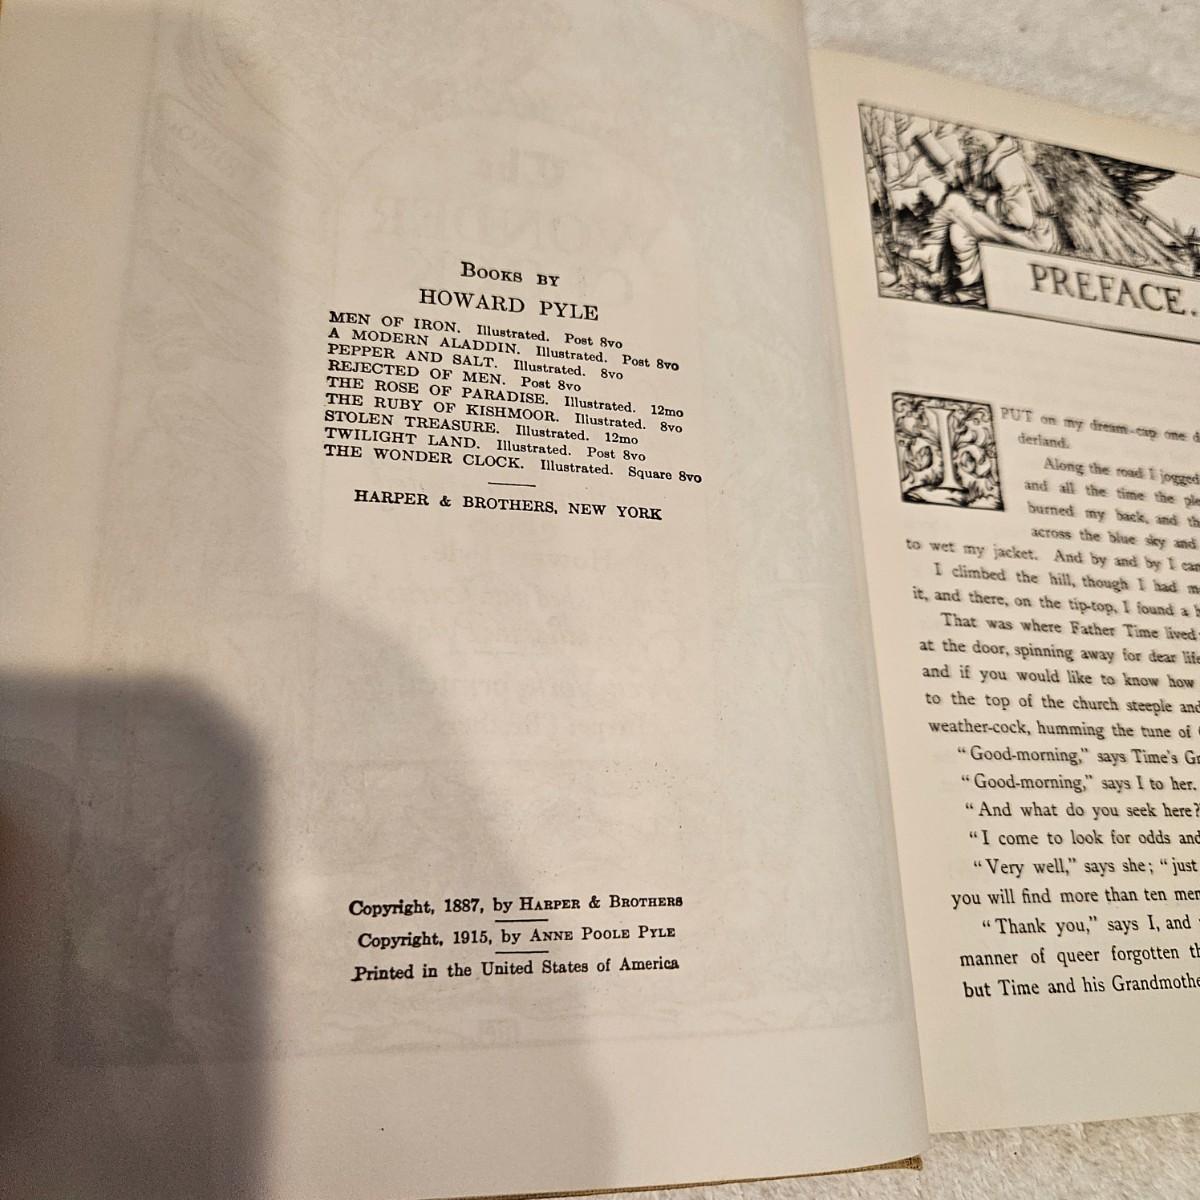 BOOKS BY
HOWARD PYLE
MEN OF IRON. Illustrated. Post 8vo
A MODERN ALADDIN. Illustrated. Post 8vo
PEPPER AND SALT. Illustrated. 8vo
REJECTED OF MEN. Post 8vo
THE ROSE OF PARADISE. Illustrated. 12mo
THE RUBY OF KISHMOOR. Illustrated. 8vo
STOLEN TREASURE. Illustrated. 12mo
TWILIGHT LAND. Illustrated. Post 8vo
THE WONDER CLOCK. Illustrated. Square 8vo
HARPER & BROTHERS, NEW YORK
Copyright, 1887, by HARPER & BROTHERS
Copyright, 1915, by ANNE POOLE PYLE
Printed in the United States of America
PREFACE.
I PUT on my dream-cap one
derland.
Along the road I jogged
and all the time the
burned my back, and
across the blue sky and
to wet my jacket. And by and by I
I climbed the hill, though I had
it, and there, on the tip-top, I found a
That was where Father Time lived
at the door, spinning away for dear
and if you would like to know how
to the top of the church steeple and
weather-cock, humming the tune of
“Good-morning,” says Time's
“Good-morning,” says I to her.
“And what do you seek here?
“I come to look for odds and
“Very well,” says she; “just
you will find more than ten
“Thank you,” says I, and
manner of queer forgotten
but Time and his